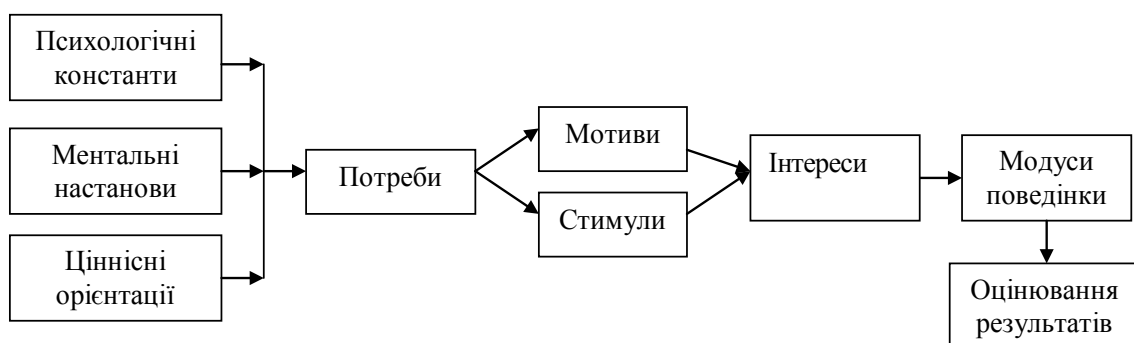 Психологічні
константи
Ментальні
настанови
Ціннісні
орієнтації
Потреби
Мотиви
Стимули
Інтереси
Модуси
поведінки
Оцінювання
результатів